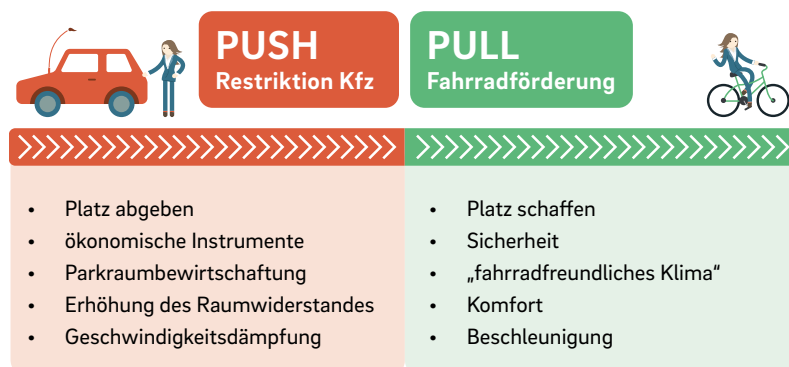 PUSH
Restriktion Kfz
PULL
Fahrradförderung
• Platz abgeben
• ökonomische Instrumente
• Parkraumbewirtschaftung
• Erhöhung des Raumwiderstandes
• Geschwindigkeitsdämpfung
• Platz schaffen
• Sicherheit
• „fahrradfreundliches Klima“
• Komfort
• Beschleunigung